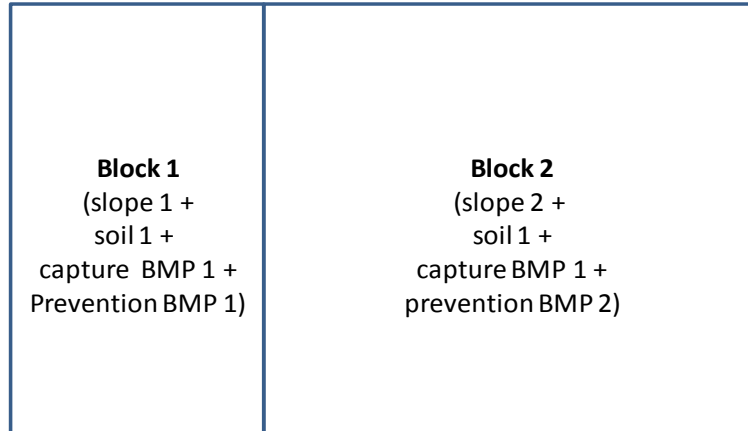 Block 1
(slope 1 +
soil 1 +
capture BMP 1 +
Prevention BMP 1)
Block 2
(slope 2 +
soil 1 +
capture BMP 1 +
prevention BMP 2)